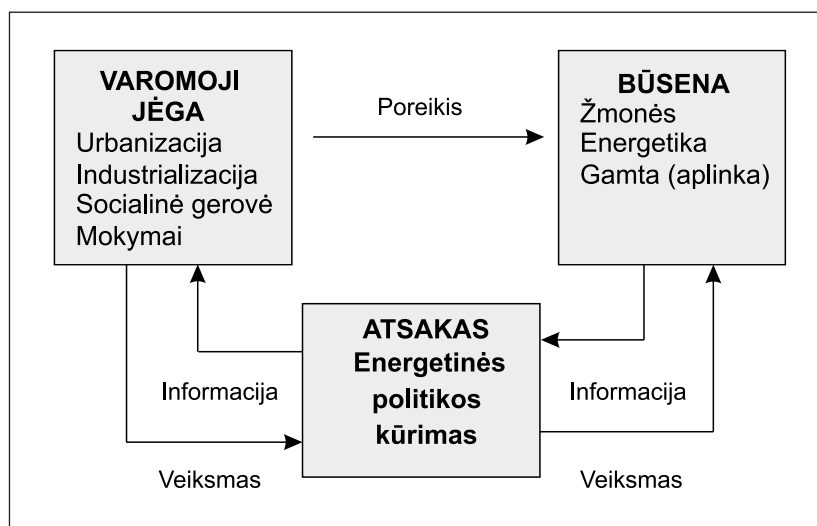 VAROMOJI
JĖGA
Urbanizacija
Industrializacija
Socialinė gerovė
Mokymai
Poreikis
BŪSENA
Žmonės
Energetika
Gamta (aplinka)
ATSAKAS
Energetinės
politikos
kūrimas
Informacija
Veiksmas
Informacija
Veiksmas